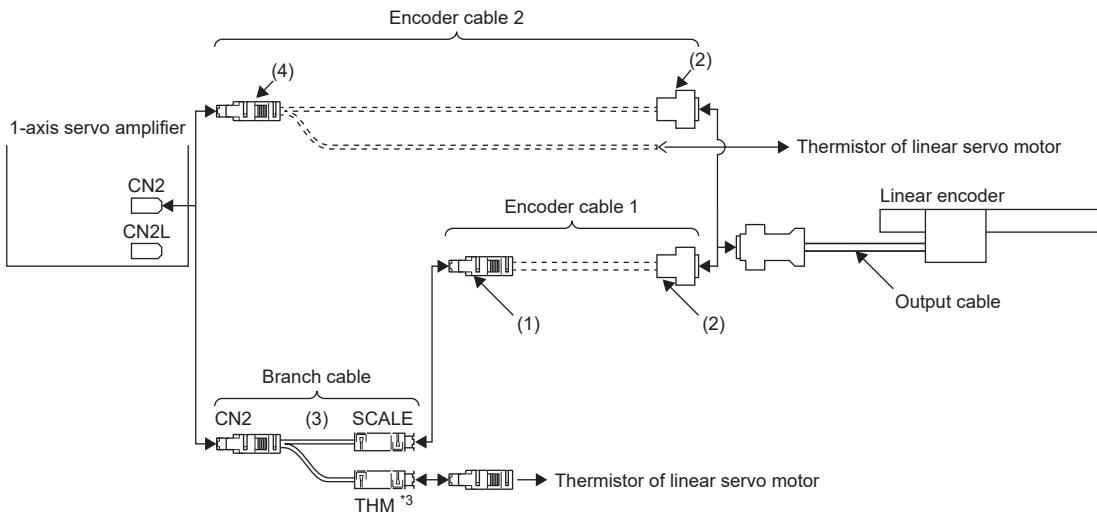 Encoder cable 2
(4)
(2)
1-axis servo amplifier
Thermistor of linear servo motor
CN2
Linear encoder
Encoder cable 1
CN2L
Output cable
(1)
(2)
Branch cable
CN2
(3)
SCALE
Thermistor of linear servo motor
THM *3